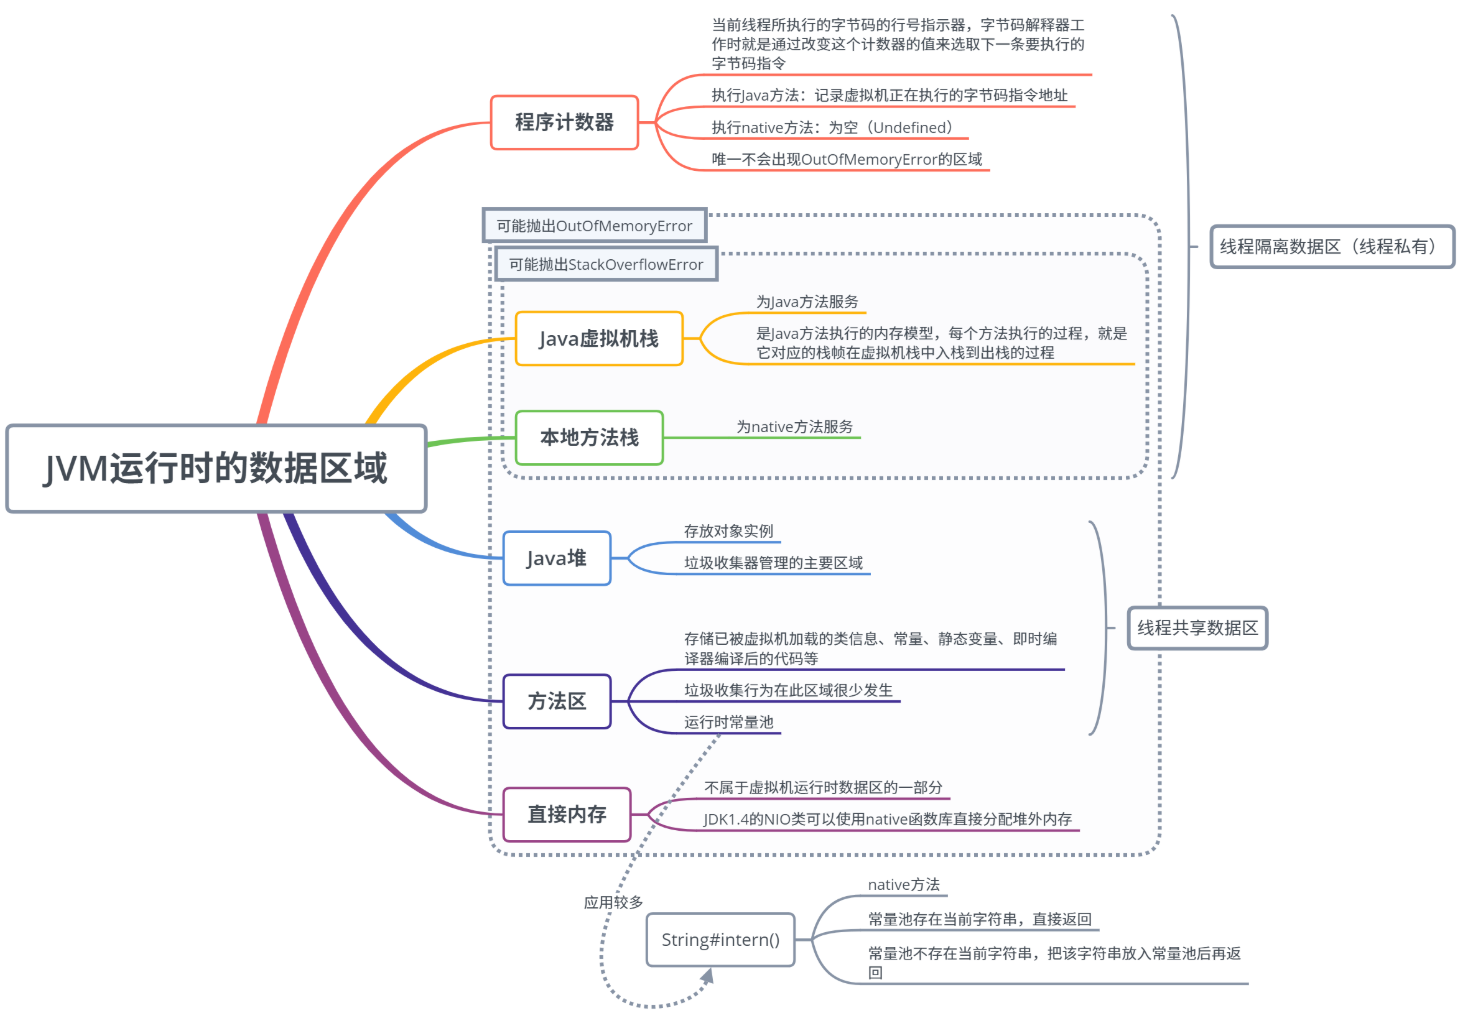 当前线程所执行的字节码的行号指示器，字节码解释器工
作时就是通过改变这个计数器的值来选取下一条要执行的
字节码指令
程序计数器
执行Java方法：记录虚拟机正在执行的字节码指令地址
执行native方法：为空（Undefined）
唯一不会出现OutOfMemoryError的区域
可能抛出OutOfMemoryError
线程隔离数据区（线程私有）
可能抛出StackOverflowError
为Java方法服务
Java虚拟机栈
是Java方法执行的内存模型，每个方法执行的过程，就是
它对应的栈帧在虚拟机栈中入栈到出栈的过程
本地方法栈
为native方法服务
JVM运行时的数据区域
存放对象实例
Java堆
垃圾收集器管理的主要区域
线程共享数据区
存储已被虚拟机加载的类信息、常量、静态变量、即时编
译器编译后的代码等
方法区
垃圾收集行为在此区域很少发生
运行时常量池
不属于虚拟机运行时数据区的一部分
直接内存
JDK1.4的NIO类可以使用native函数库直接分配堆外内存
应用较多
native方法
String#intern()
常量池存在当前字符串，直接返回
常量池不存在当前字符串，把该字符串放入常量池后再返
回